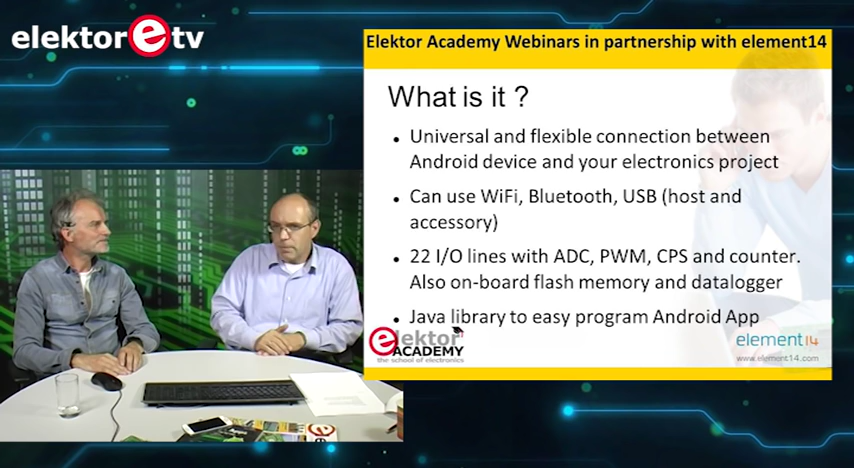 elektor e tv
Elektor Academy Webinars in partnership with element14
What is it ?
• Universal and flexible connection between
Android device and your electronics project
• Can use WiFi, Bluetooth, USB (host and
accessory)
• 22 I/O lines with ADC, PWM, CPS and counter.
Also on-board flash memory and datalogger
• Java library to easy program Android App
elektor
ACADEMY
the school of electronics
element14
www.element14.com